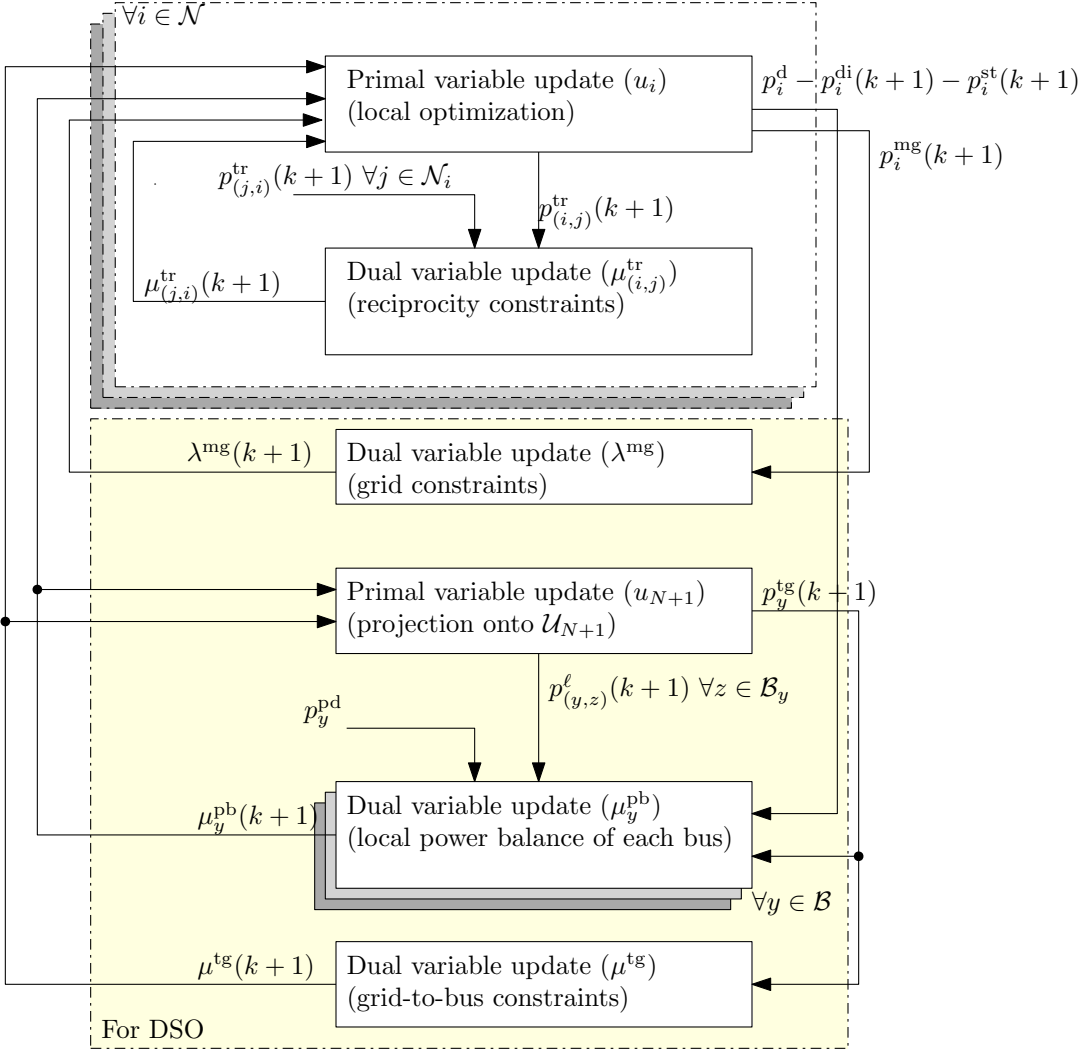 ∀i ∈ 𝒩
Primal variable update (u_i)
(local optimization)
p_i^d − p_i^di(k + 1) − p_i^st(k + 1)
p_i^mg(k + 1)
p_(j,i)^tr(k + 1) ∀j ∈ 𝒩_i
p_(i,j)^tr(k + 1)
Dual variable update (μ_(i,j)^tr)
(reciprocity constraints)
μ_(j,i)^tr(k + 1)
λ^mg(k + 1)
Dual variable update (λ^mg)
(grid constraints)
Primal variable update (u_{N+1})
(projection onto 𝒰_{N+1})
p_y^tg(k + 1)
p_(y,z)^ℓ(k + 1) ∀z ∈ ℬ_y
p_y^pd
Dual variable update (μ_y^pb)
(local power balance of each bus)
μ_y^pb(k + 1)
∀y ∈ ℬ
μ^tg(k + 1)
Dual variable update (μ^tg)
(grid-to-bus constraints)
For DSO